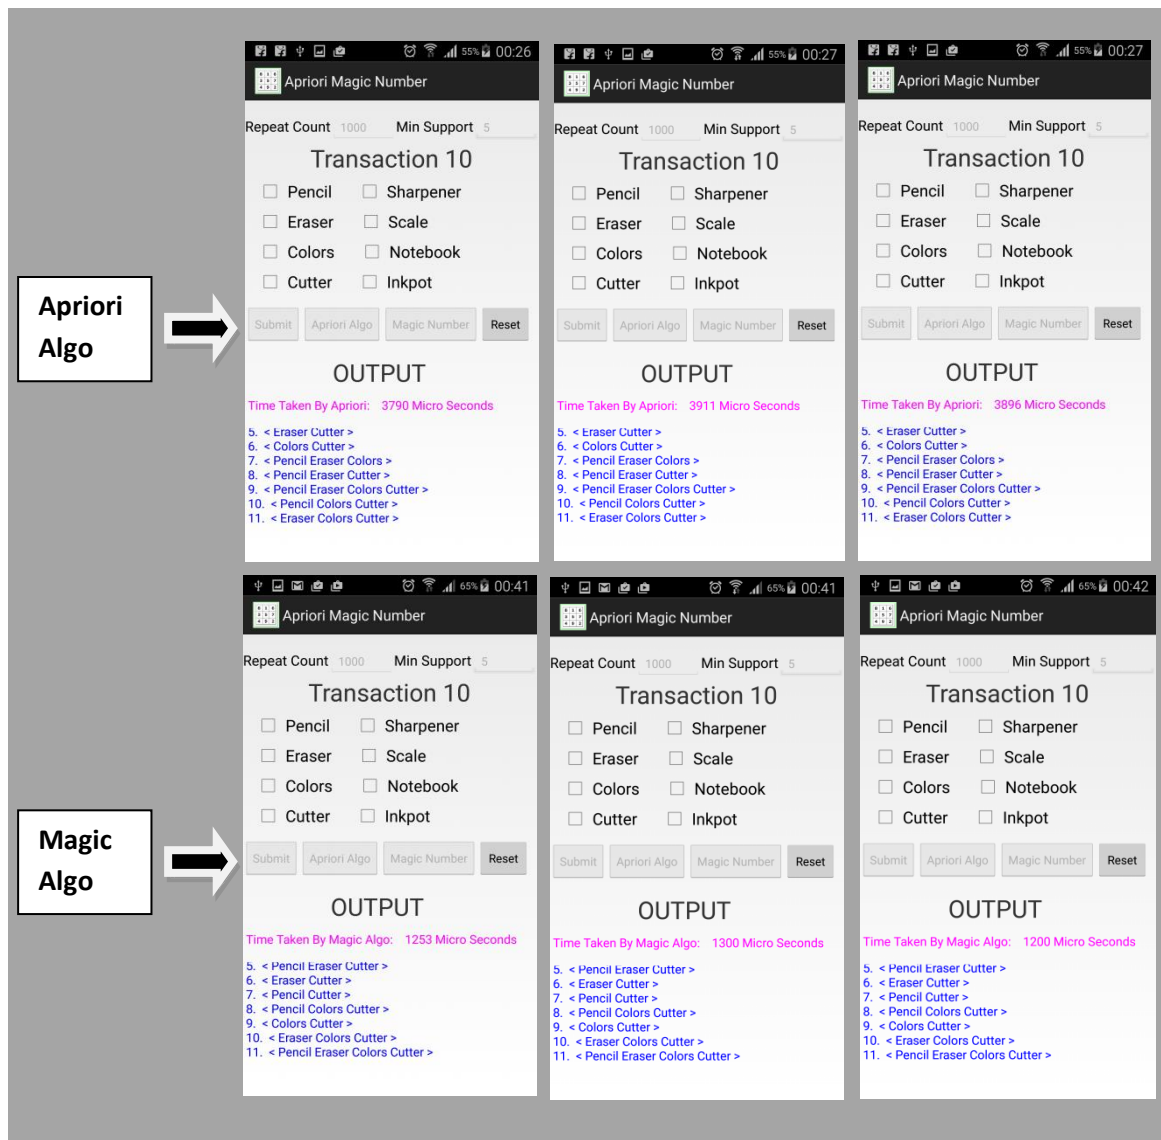 00:26
55%
Apriori Magic Number
Repeat Count 1000 Min Support 5
Transaction 10
Pencil Sharpener
Eraser Scale
Colors Notebook
Cutter Inkpot
Submit Apriori Algo Magic Number Reset
OUTPUT
Time Taken By Apriori: 3790 Micro Seconds
5. < Eraser Cutter >
6. < Colors Cutter >
7. < Pencil Eraser Colors >
8. < Pencil Eraser Cutter >
9. < Pencil Eraser Colors Cutter >
10. < Pencil Colors Cutter >
11. < Eraser Colors Cutter >
55% 00:27
Apriori Magic Number
Repeat Count 1000 Min Support 5
Transaction 10
Pencil Sharpener
Eraser Scale
Colors Notebook
Cutter Inkpot
Submit Apriori Algo Magic Number Reset
OUTPUT
Time Taken By Apriori: 3911 Micro Seconds
5. < Eraser Cutter >
6. < Colors Cutter >
7. < Pencil Eraser Colors >
8. < Pencil Eraser Cutter >
9. < Pencil Eraser Colors Cutter >
10. < Pencil Colors Cutter >
11. < Eraser Colors Cutter >
55% 00:27
Apriori Magic Number
Repeat Count 1000 Min Support 5
Transaction 10
Pencil Sharpener
Eraser Scale
Colors Notebook
Cutter Inkpot
Submit Apriori Algo Magic Number Reset
OUTPUT
Time Taken By Apriori: 3896 Micro Seconds
5. < Eraser Cutter >
6. < Colors Cutter >
7. < Pencil Eraser Colors >
8. < Pencil Eraser Cutter >
9. < Pencil Eraser Colors Cutter >
10. < Pencil Colors Cutter >
11. < Eraser Colors Cutter >
Apriori
Algo
65% 00:41
Apriori Magic Number
Repeat Count 1000 Min Support 5
Transaction 10
Pencil Sharpener
Eraser Scale
Colors Notebook
Cutter Inkpot
Submit Apriori Algo Magic Number Reset
OUTPUT
Time Taken By Magic Algo: 1253 Micro Seconds
5. < Pencil Eraser Cutter >
6. < Eraser Cutter >
7. < Pencil Cutter >
8. < Pencil Colors Cutter >
9. < Colors Cutter >
10. < Eraser Colors Cutter >
11. < Pencil Eraser Colors Cutter >
65% 00:41
Apriori Magic Number
Repeat Count 1000 Min Support 5
Transaction 10
Pencil Sharpener
Eraser Scale
Colors Notebook
Cutter Inkpot
Submit Apriori Algo Magic Number Reset
OUTPUT
Time Taken By Magic Algo: 1300 Micro Seconds
5. < Pencil Eraser Cutter >
6. < Eraser Cutter >
7. < Pencil Cutter >
8. < Pencil Colors Cutter >
9. < Colors Cutter >
10. < Eraser Colors Cutter >
11. < Pencil Eraser Colors Cutter >
65% 00:42
Apriori Magic Number
Repeat Count 1000 Min Support 5
Transaction 10
Pencil Sharpener
Eraser Scale
Colors Notebook
Cutter Inkpot
Submit Apriori Algo Magic Number Reset
OUTPUT
Time Taken By Magic Algo: 1200 Micro Seconds
5. < Pencil Eraser Cutter >
6. < Eraser Cutter >
7. < Pencil Cutter >
8. < Pencil Colors Cutter >
9. < Colors Cutter >
10. < Eraser Colors Cutter >
11. < Pencil Eraser Colors Cutter >
Magic
Algo